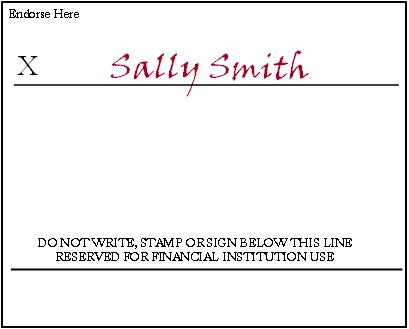 Endorse Here
X Sally Smith
DO NOT WRITE, STAMP OR SIGN BELOW THIS LINE
RESERVED FOR FINANCIAL INSTITUTION USE